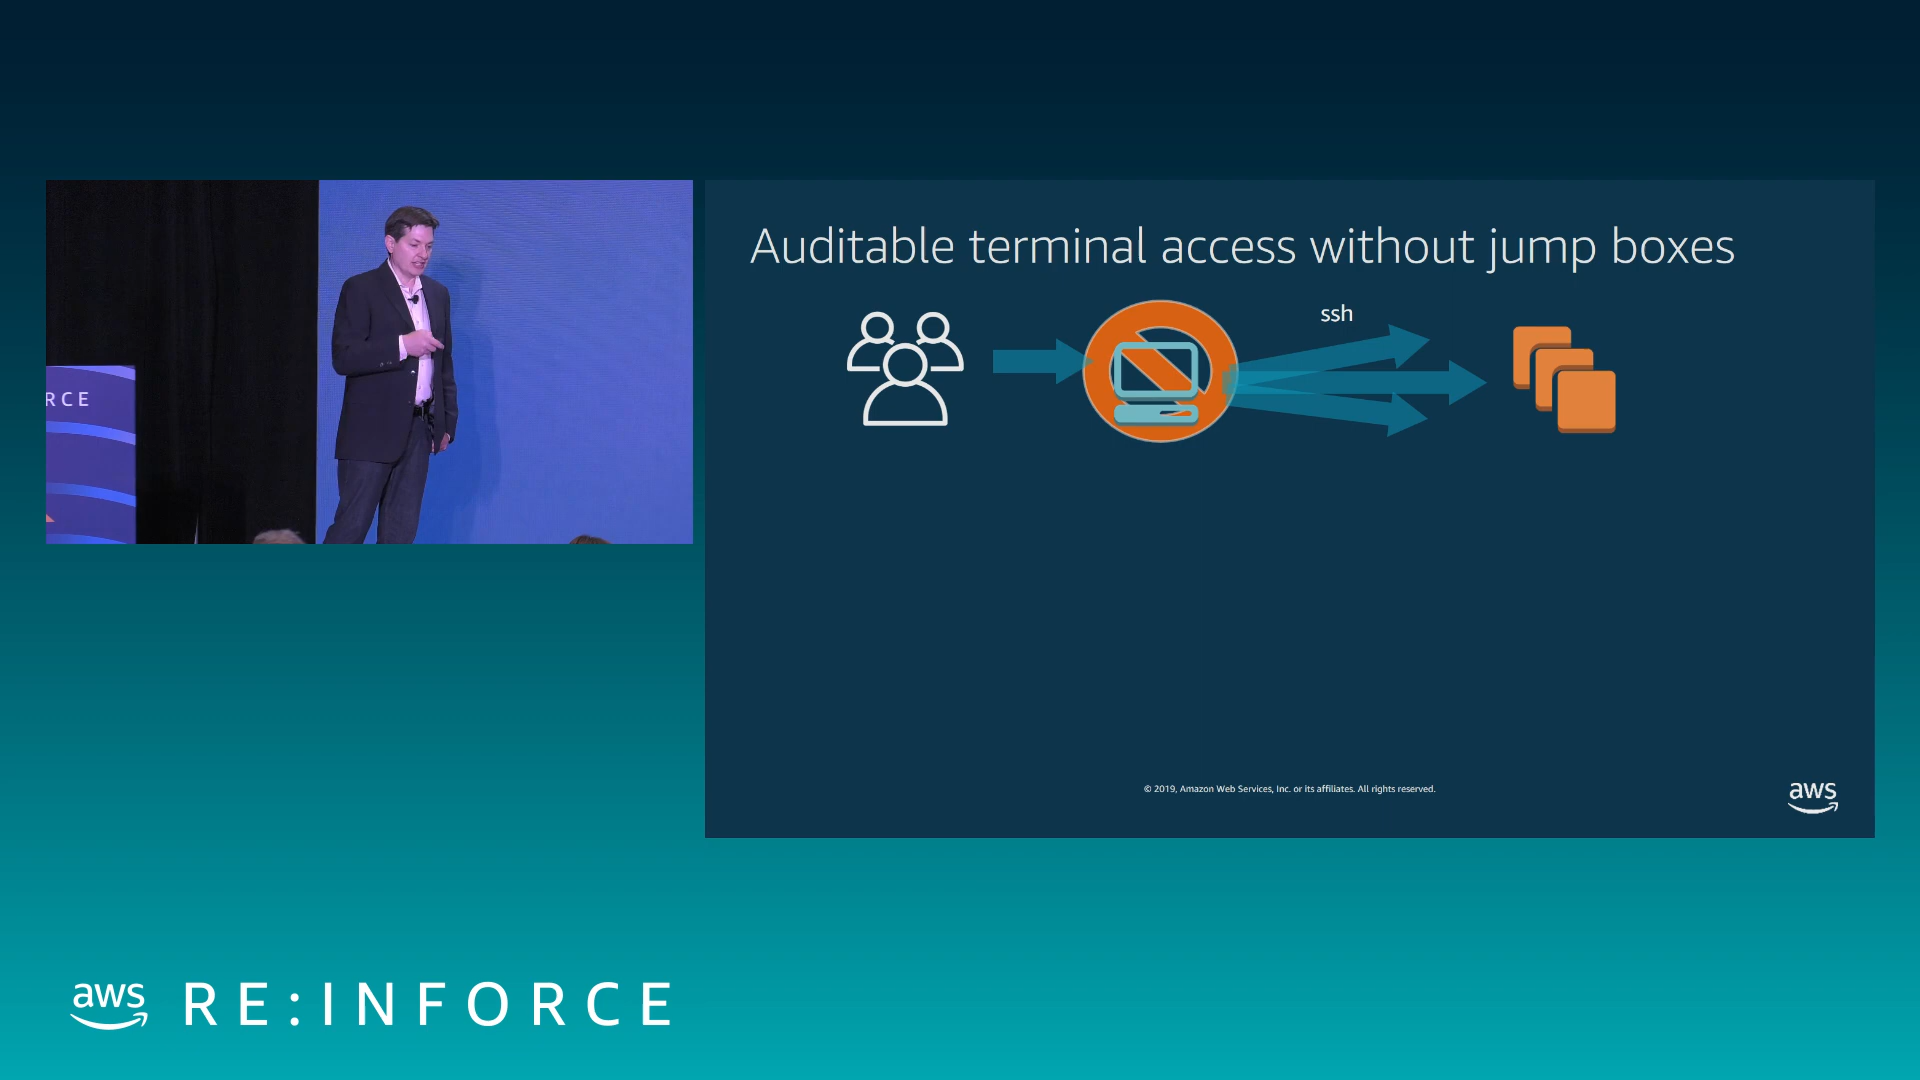 RCE
Auditable terminal access without jump boxes
ssh
© 2019, Amazon Web Services, Inc. or its affiliates. All rights reserved.
aws
aws RE:INFORCE